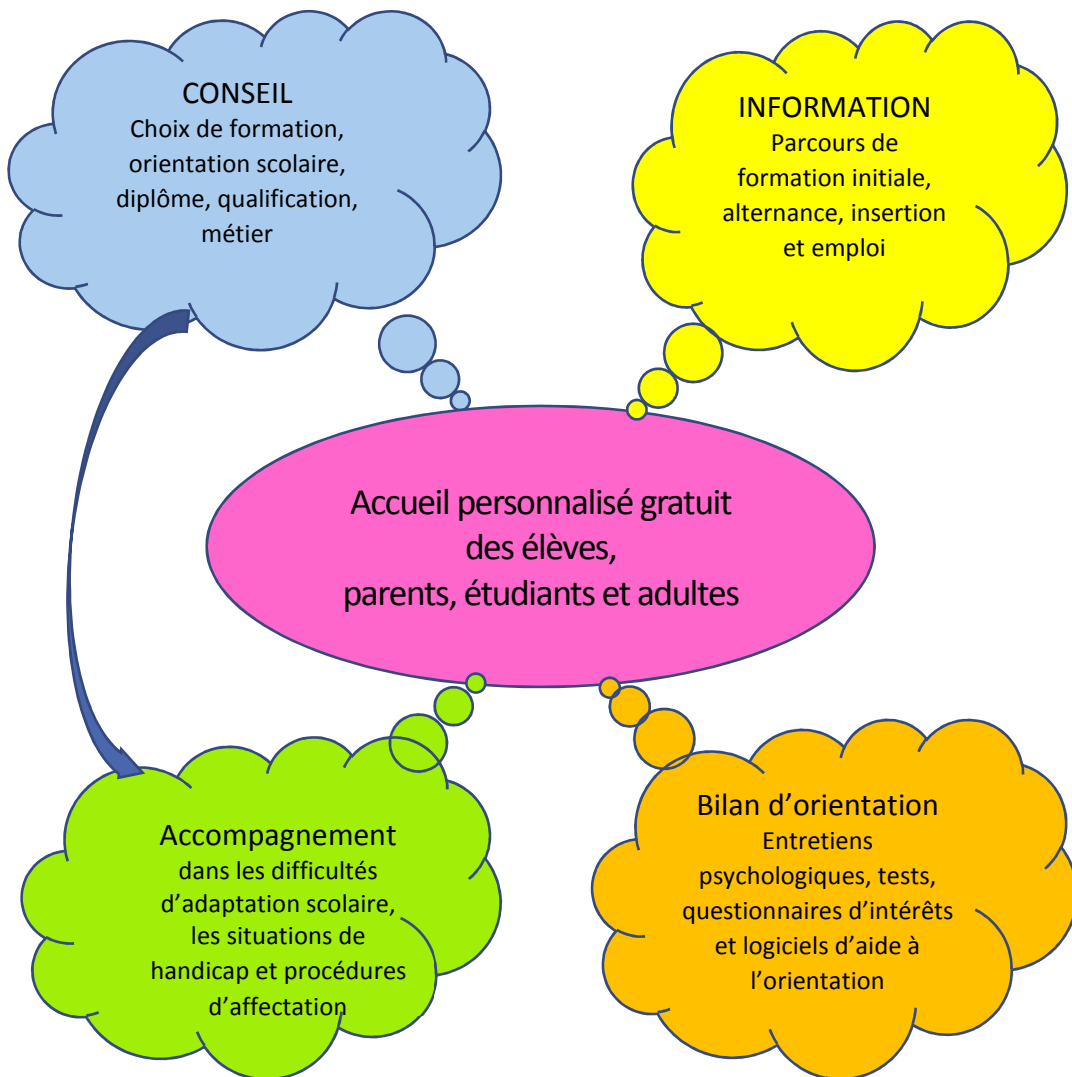 CONSEIL
Choix de formation,
orientation scolaire,
diplôme, qualification,
métier
INFORMATION
Parcours de
formation initiale,
alternance, insertion
et emploi
Accueil personnalisé gratuit
des élèves,
parents, étudiants et adultes
Accompagnement
dans les difficultés
d’adaptation scolaire,
les situations de
handicap et procédures
d’affectation
Bilan d’orientation
Entretiens
psychologiques, tests,
questionnaires d’intérêts
et logiciels d’aide à
l’orientation